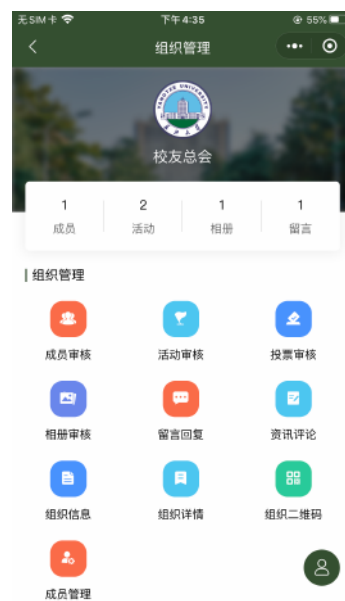 无SIM卡 下午4:35 55%
组织管理
YANGTZE UNIVERSITY
校友总会
1 2 1 1
成员 活动 相册 留言
组织管理
成员审核 活动审核 投票审核
相册审核 留言回复 资讯评论
组织信息 组织详情 组织二维码
成员管理